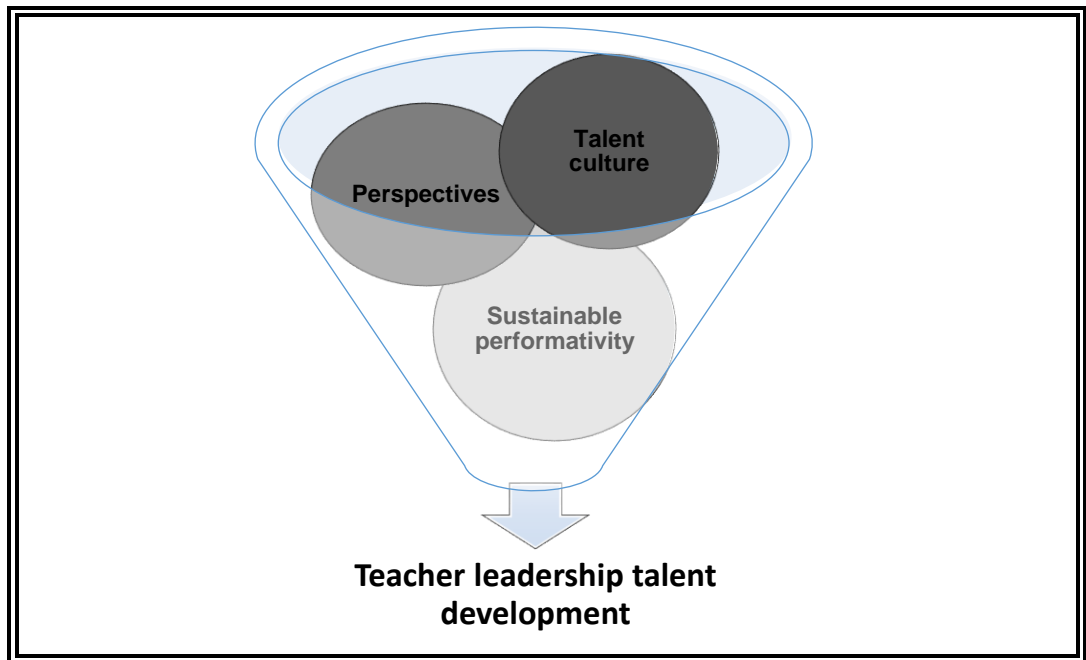 Talent
culture
Perspectives
Sustainable
performativity
Teacher leadership talent
development